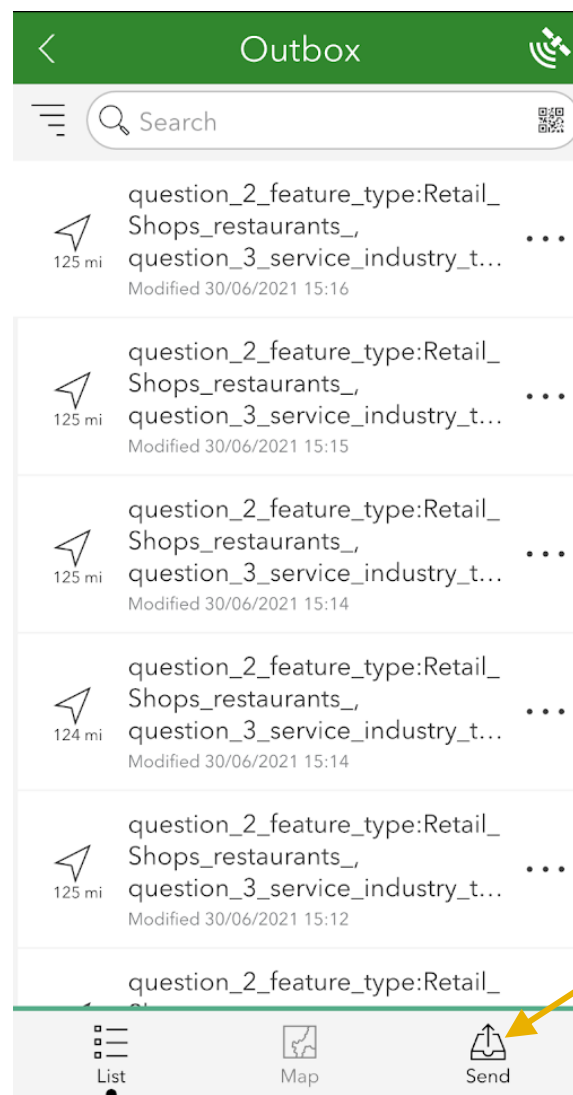 Outbox
Search
question_2_feature_type:Retail_
Shops_restaurants_,
question_3_service_industry_t...
125 mi
Modified 30/06/2021 15:16
question_2_feature_type:Retail_
Shops_restaurants_,
question_3_service_industry_t...
125 mi
Modified 30/06/2021 15:15
question_2_feature_type:Retail_
Shops_restaurants_,
question_3_service_industry_t...
125 mi
Modified 30/06/2021 15:14
question_2_feature_type:Retail_
Shops_restaurants_,
question_3_service_industry_t...
124 mi
Modified 30/06/2021 15:14
question_2_feature_type:Retail_
Shops_restaurants_,
question_3_service_industry_t...
125 mi
Modified 30/06/2021 15:12
question_2_feature_type:Retail_
List
Map
Send